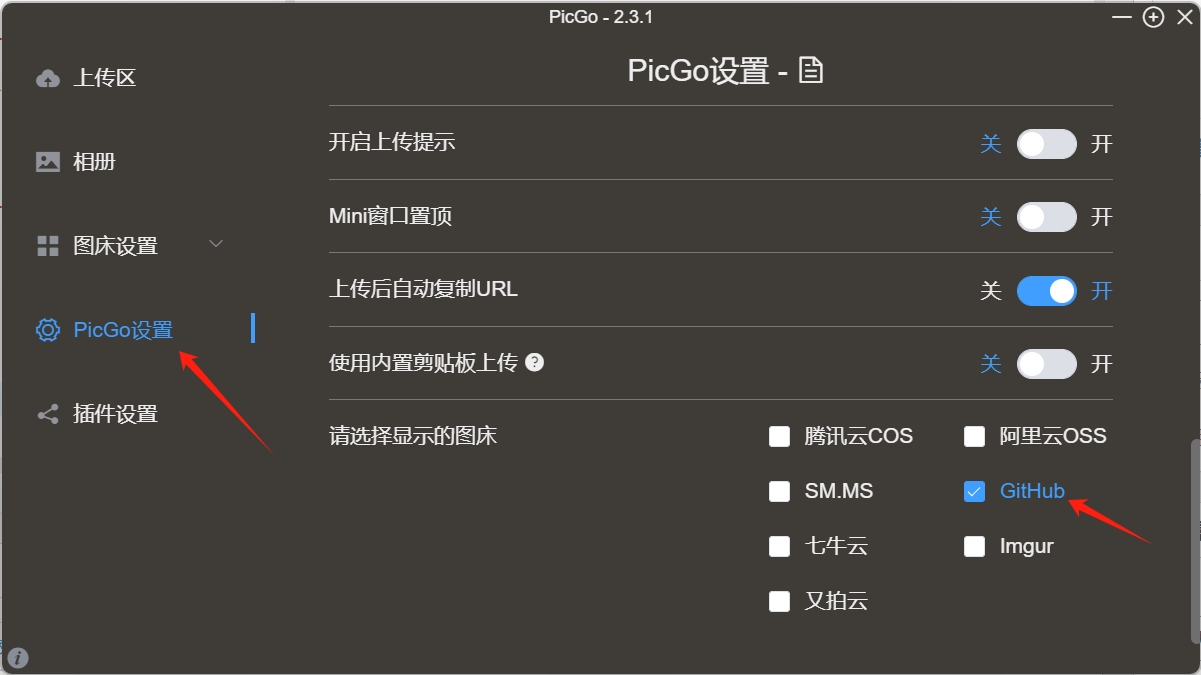 PicGo - 2.3.1
上传区
相册
图床设置
PicGo设置
插件设置
PicGo设置 -
开启上传提示 关 开
Mini窗口置顶 关 开
上传后自动复制URL 关 开
使用内置剪贴板上传 ? 关 开
请选择显示的图床 腾讯云COS 阿里云OSS
SM.MS GitHub
七牛云 Imgur
又拍云